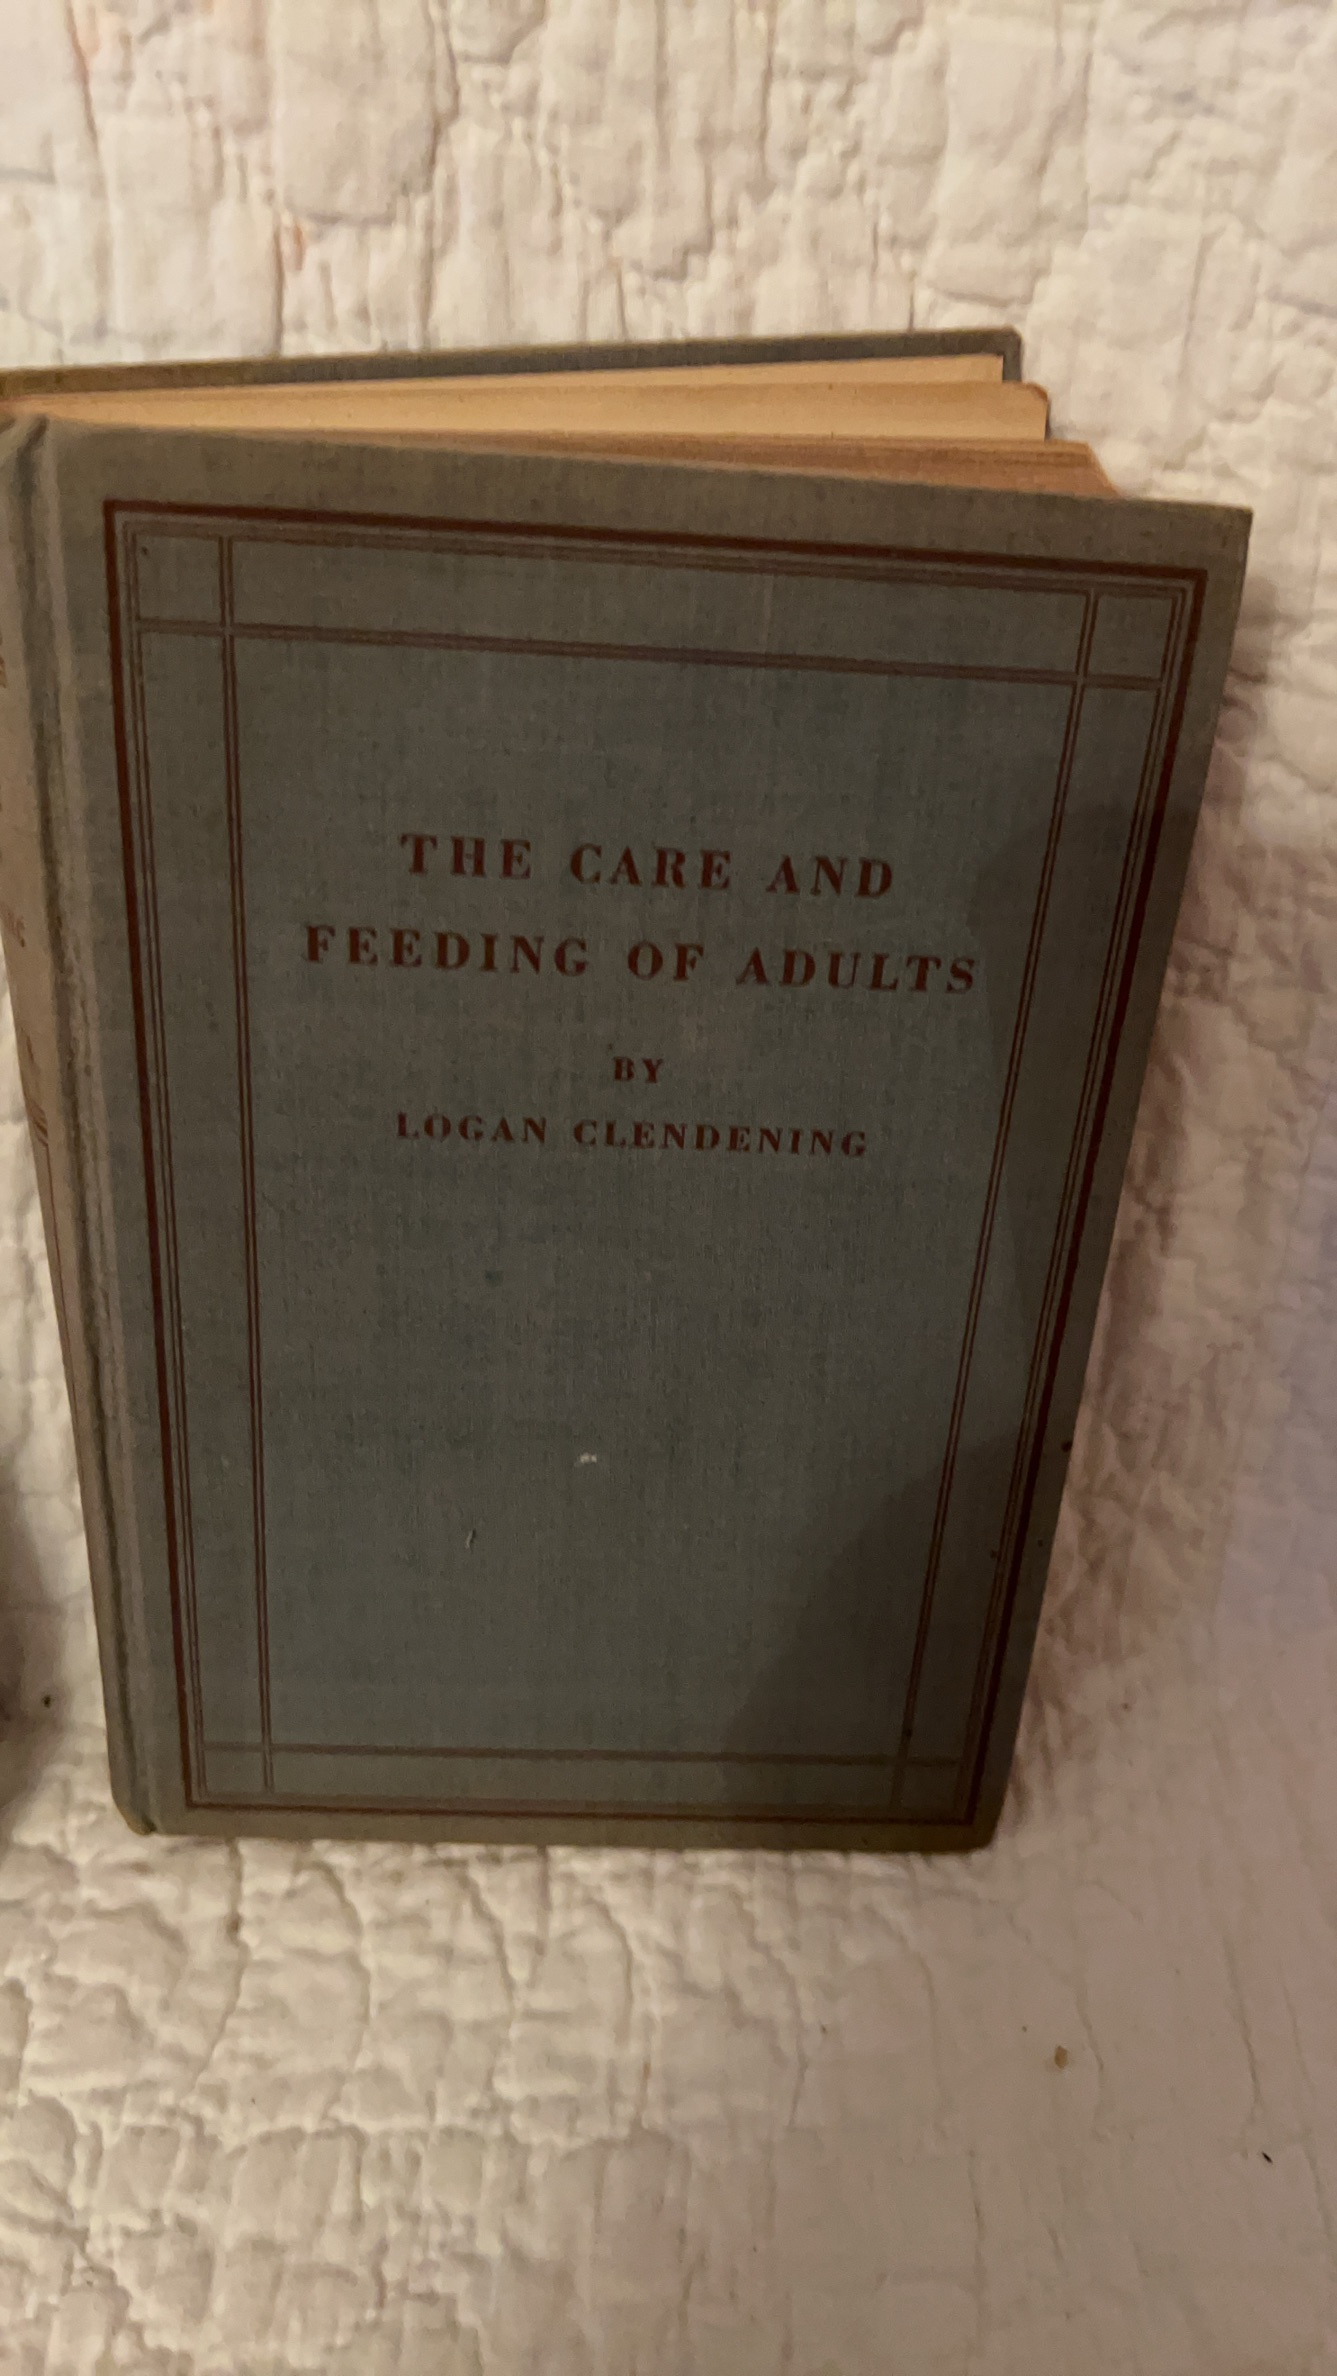 THE CARE AND
FEEDING OF ADULTS
BY
LOGAN CLENDENING